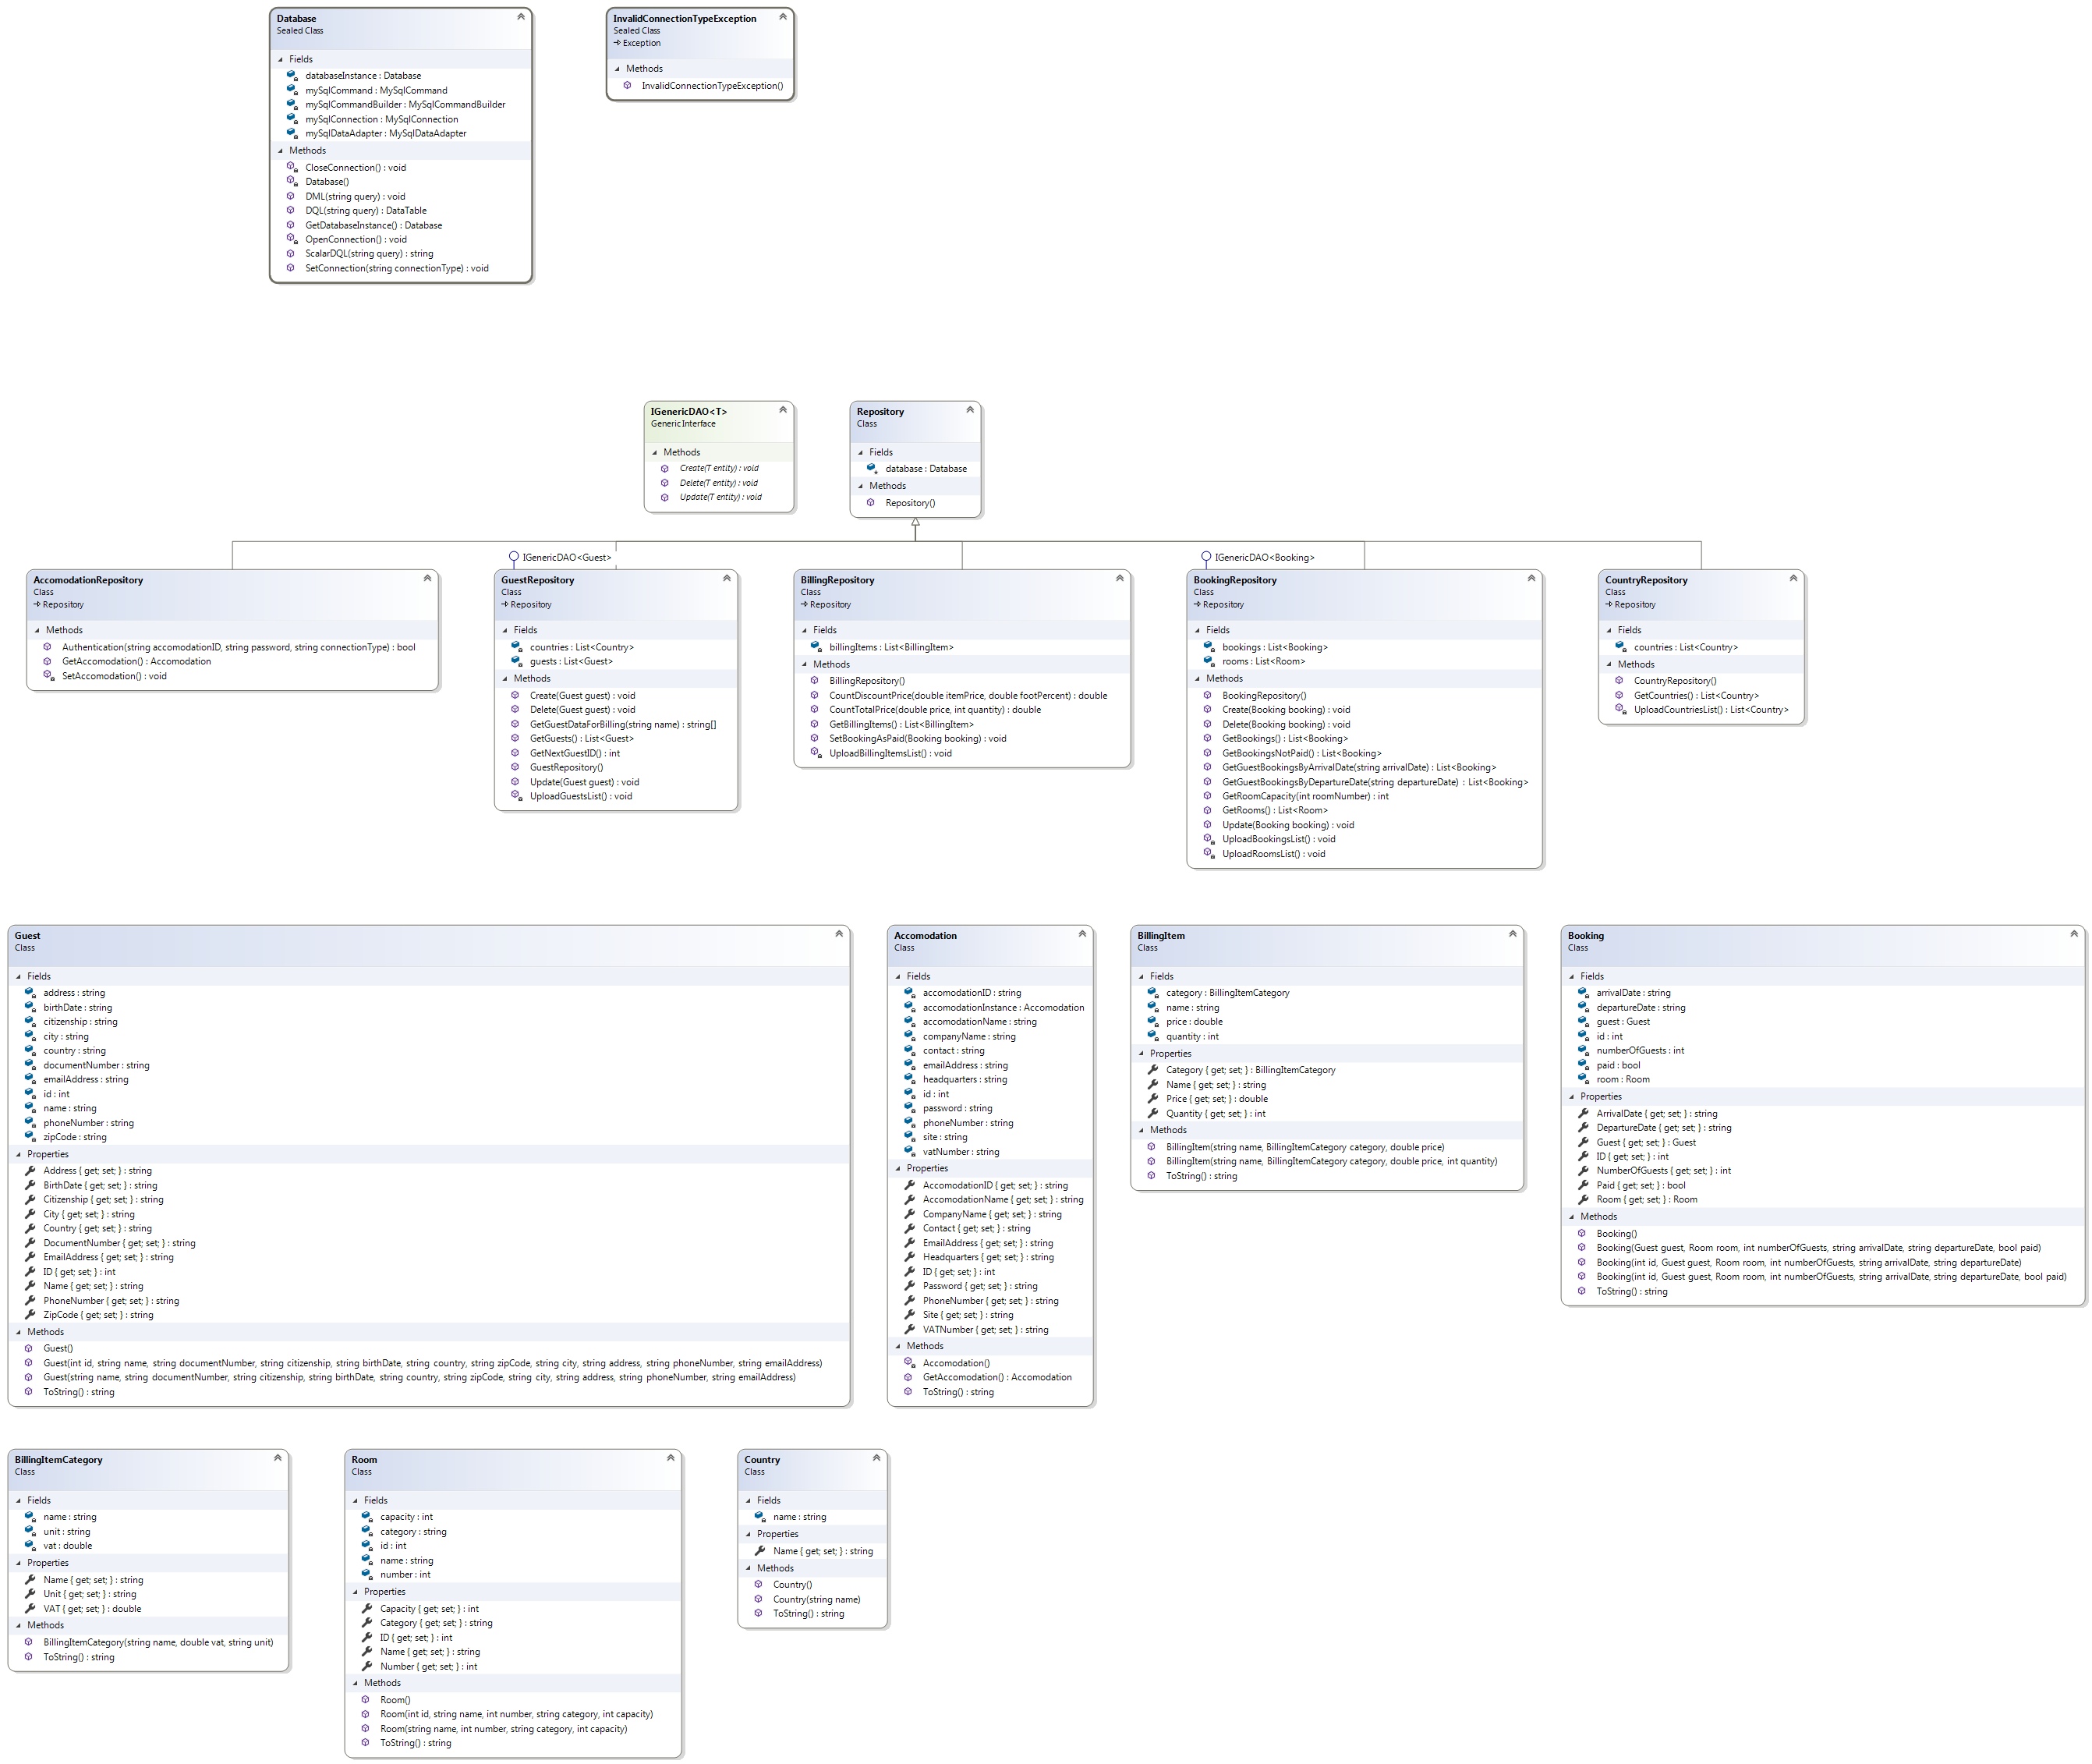 Database
Sealed Class
Fields
databaseInstance : Database
mySqlCommand : MySqlCommand
mySqlCommandBuilder : MySqlCommandBuilder
mySqlConnection : MySqlConnection
mySqlDataAdapter : MySqlDataAdapter
Methods
CloseConnection() : void
Database()
DML(string query) : void
DQL(string query) : DataTable
GetDatabaseInstance() : Database
OpenConnection() : void
ScalarDQL(string query) : string
SetConnection(string connectionType) : void
InvalidConnectionTypeException
Sealed Class
Exception
Methods
InvalidConnectionTypeException()
IGenericDAO<T>
Generic Interface
Methods
Create(T entity) : void
Delete(T entity) : void
Update(T entity) : void
Repository
Class
Fields
database : Database
Methods
Repository()
AccomodationRepository
Class
Repository
Methods
Authentication(string accomodationID, string password, string connectionType) : bool
GetAccomodation() : Accomodation
SetAccomodation() : void
IGenericDAO<Guest>
GuestRepository
Class
Repository
Fields
countries : List<Country>
guests : List<Guest>
Methods
Create(Guest guest) : void
Delete(Guest guest) : void
GetGuestDataForBilling(string name) : string[]
GetGuests() : List<Guest>
GetNextGuestID() : int
GuestRepository()
Update(Guest guest) : void
UploadGuestsList() : void
BillingRepository
Class
Repository
Fields
billingItems : List<BillingItem>
Methods
BillingRepository()
CountDiscountPrice(double itemPrice, double footPercent) : double
CountTotalPrice(double price, int quantity) : double
GetBillingItems() : List<BillingItem>
SetBookingAsPaid(Booking booking) : void
UploadBillingItemsList() : void
IGenericDAO<Booking>
BookingRepository
Class
Repository
Fields
bookings : List<Booking>
rooms : List<Room>
Methods
BookingRepository()
Create(Booking booking) : void
Delete(Booking booking) : void
GetBookings() : List<Booking>
GetBookingsNotPaid() : List<Booking>
GetGuestBookingsByArrivalDate(string arrivalDate) : List<Booking>
GetGuestBookingsByDepartureDate(string departureDate) : List<Booking>
GetRoomCapacity(int roomNumber) : int
GetRooms() : List<Room>
Update(Booking booking) : void
UploadBookingsList() : void
UploadRoomsList() : void
CountryRepository
Class
Repository
Fields
countries : List<Country>
Methods
CountryRepository()
GetCountries() : List<Country>
UploadCountriesList() : List<Country>
Guest
Class
Fields
address : string
birthDate : string
citizenship : string
city : string
country : string
documentNumber : string
emailAddress : string
id : int
name : string
phoneNumber : string
zipCode : string
Properties
Address { get; set; } : string
BirthDate { get; set; } : string
Citizenship { get; set; } : string
City { get; set; } : string
Country { get; set; } : string
DocumentNumber { get; set; } : string
EmailAddress { get; set; } : string
ID { get; set; } : int
Name { get; set; } : string
PhoneNumber { get; set; } : string
ZipCode { get; set; } : string
Methods
Guest()
Guest(int id, string name, string documentNumber, string citizenship, string birthDate, string country, string zipCode, string city, string address, string phoneNumber, string emailAddress)
Guest(string name, string documentNumber, string citizenship, string birthDate, string country, string zipCode, string city, string address, string phoneNumber, string emailAddress)
ToString() : string
Accomodation
Class
Fields
accomodationID : string
accomodationInstance : Accomodation
accomodationName : string
companyName : string
contact : string
emailAddress : string
headquarters : string
id : int
password : string
phoneNumber : string
site : string
vatNumber : string
Properties
AccomodationID { get; set; } : string
AccomodationName { get; set; } : string
CompanyName { get; set; } : string
Contact { get; set; } : string
EmailAddress { get; set; } : string
Headquarters { get; set; } : string
ID { get; set; } : int
Password { get; set; } : string
PhoneNumber { get; set; } : string
Site { get; set; } : string
VATNumber { get; set; } : string
Methods
Accomodation()
GetAccomodation() : Accomodation
ToString() : string
BillingItem
Class
Fields
category : BillingItemCategory
name : string
price : double
quantity : int
Properties
Category { get; set; } : BillingItemCategory
Name { get; set; } : string
Price { get; set; } : double
Quantity { get; set; } : int
Methods
BillingItem(string name, BillingItemCategory category, double price)
BillingItem(string name, BillingItemCategory category, double price, int quantity)
ToString() : string
Booking
Class
Fields
arrivalDate : string
departureDate : string
guest : Guest
id : int
numberOfGuests : int
paid : bool
room : Room
Properties
ArrivalDate { get; set; } : string
DepartureDate { get; set; } : string
Guest { get; set; } : Guest
ID { get; set; } : int
NumberOfGuests { get; set; } : int
Paid { get; set; } : bool
Room { get; set; } : Room
Methods
Booking()
Booking(Guest guest, Room room, int numberOfGuests, string arrivalDate, string departureDate, bool paid)
Booking(int id, Guest guest, Room room, int numberOfGuests, string arrivalDate, string departureDate)
Booking(int id, Guest guest, Room room, int numberOfGuests, string arrivalDate, string departureDate, bool paid)
ToString() : string
BillingItemCategory
Class
Fields
name : string
unit : string
vat : double
Properties
Name { get; set; } : string
Unit { get; set; } : string
VAT { get; set; } : double
Methods
BillingItemCategory(string name, double vat, string unit)
ToString() : string
Room
Class
Fields
capacity : int
category : string
id : int
name : string
number : int
Properties
Capacity { get; set; } : int
Category { get; set; } : string
ID { get; set; } : int
Name { get; set; } : string
Number { get; set; } : int
Methods
Room()
Room(int id, string name, int number, string category, int capacity)
Room(string name, int number, string category, int capacity)
ToString() : string
Country
Class
Fields
name : string
Properties
Name { get; set; } : string
Methods
Country()
Country(string name)
ToString() : string